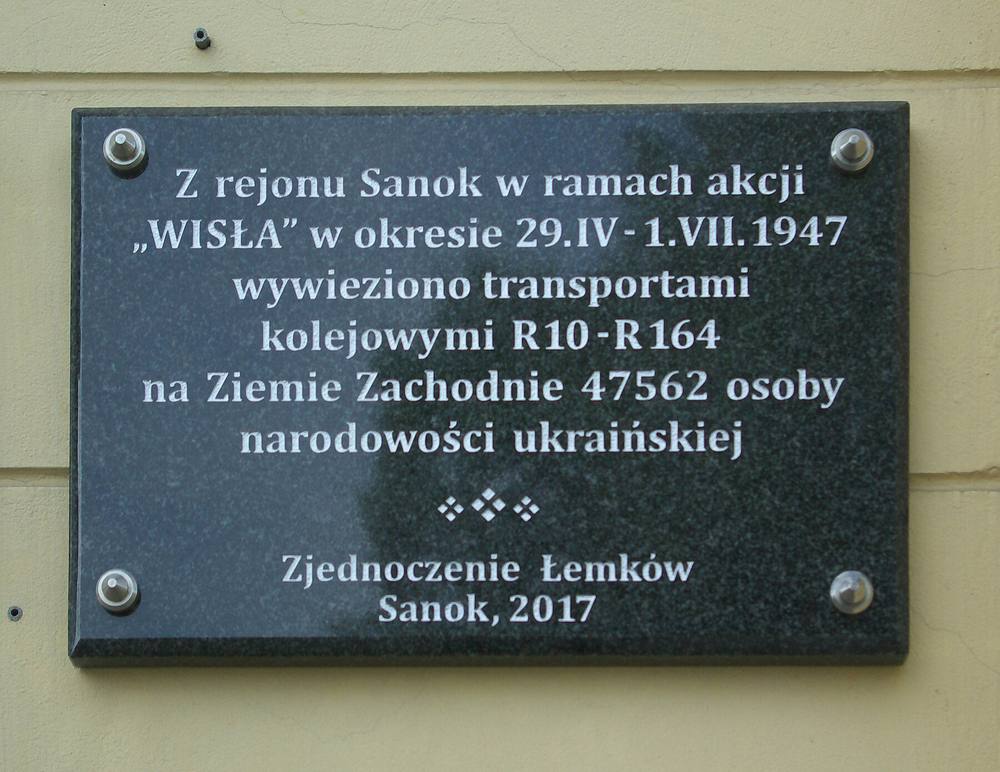 Z rejonu Sanok w ramach akcji
„WISŁA” w okresie 29.IV - 1.VII.1947
wywieziono transportami
kolejowymi R10 - R 164
na Ziemie Zachodnie 47562 osoby
narodowości ukraińskiej
Zjednoczenie Łemków
Sanok, 2017